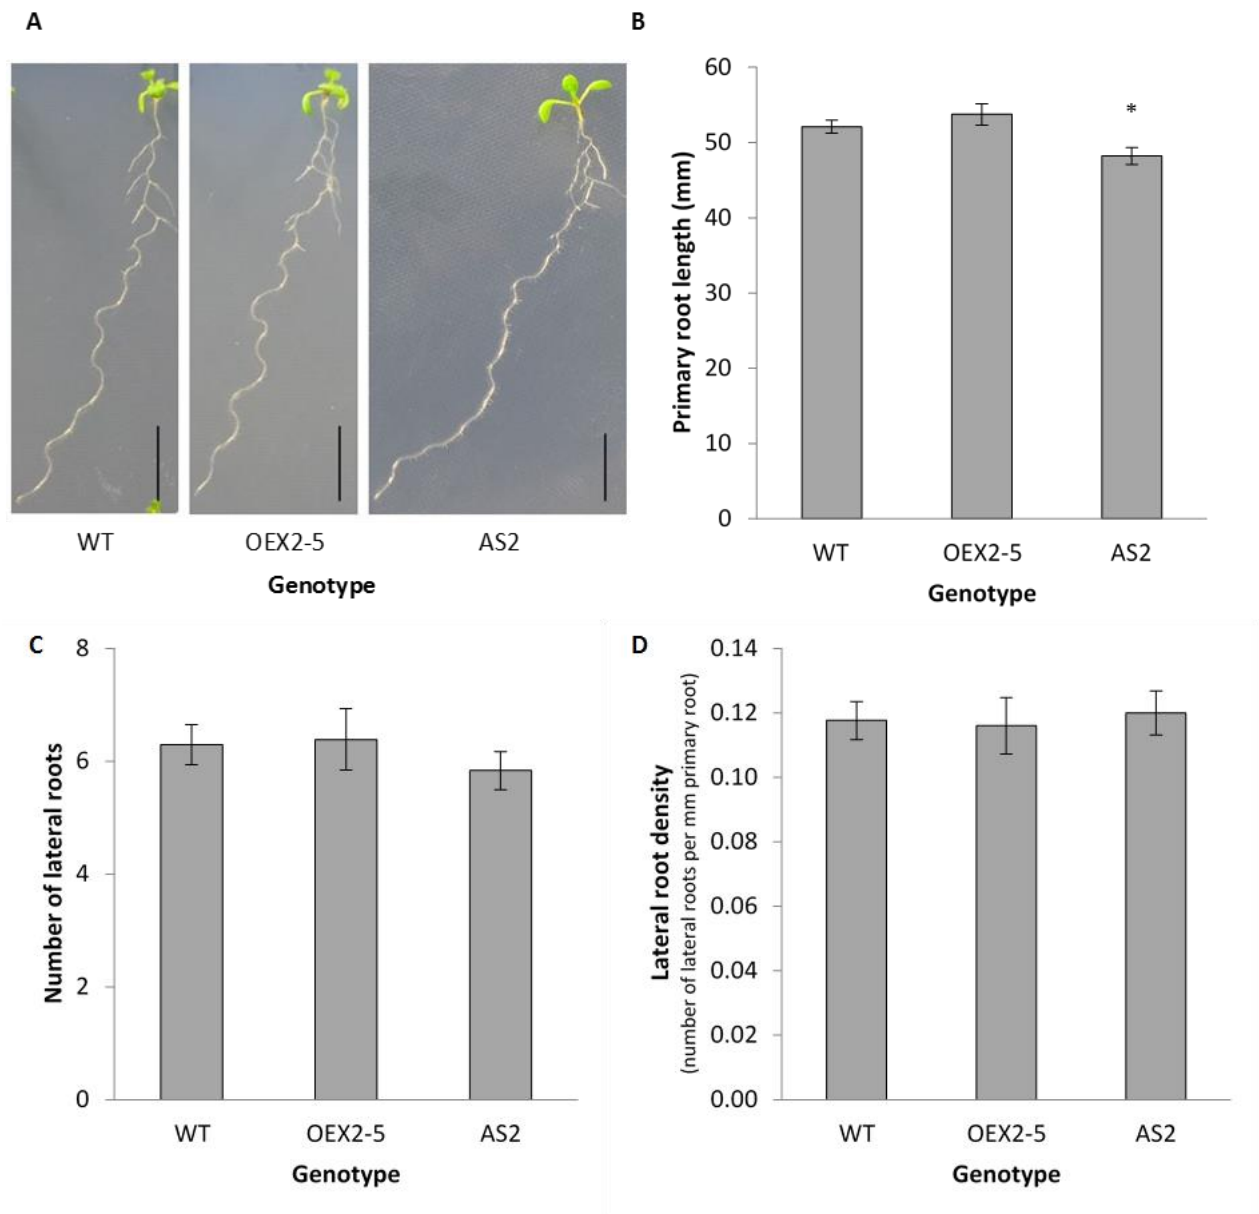 A
WT
OEX2-5
AS2
Genotype
B
Primary root length (mm)
60
50
40
30
20
10
0
*
WT
OEX2-5
AS2
Genotype
C
Number of lateral roots
8
6
4
2
0
WT
OEX2-5
AS2
Genotype
D
Lateral root density
(number of lateral roots per mm primary root)
0.14
0.12
0.10
0.08
0.06
0.04
0.02
0.00
WT
OEX2-5
AS2
Genotype